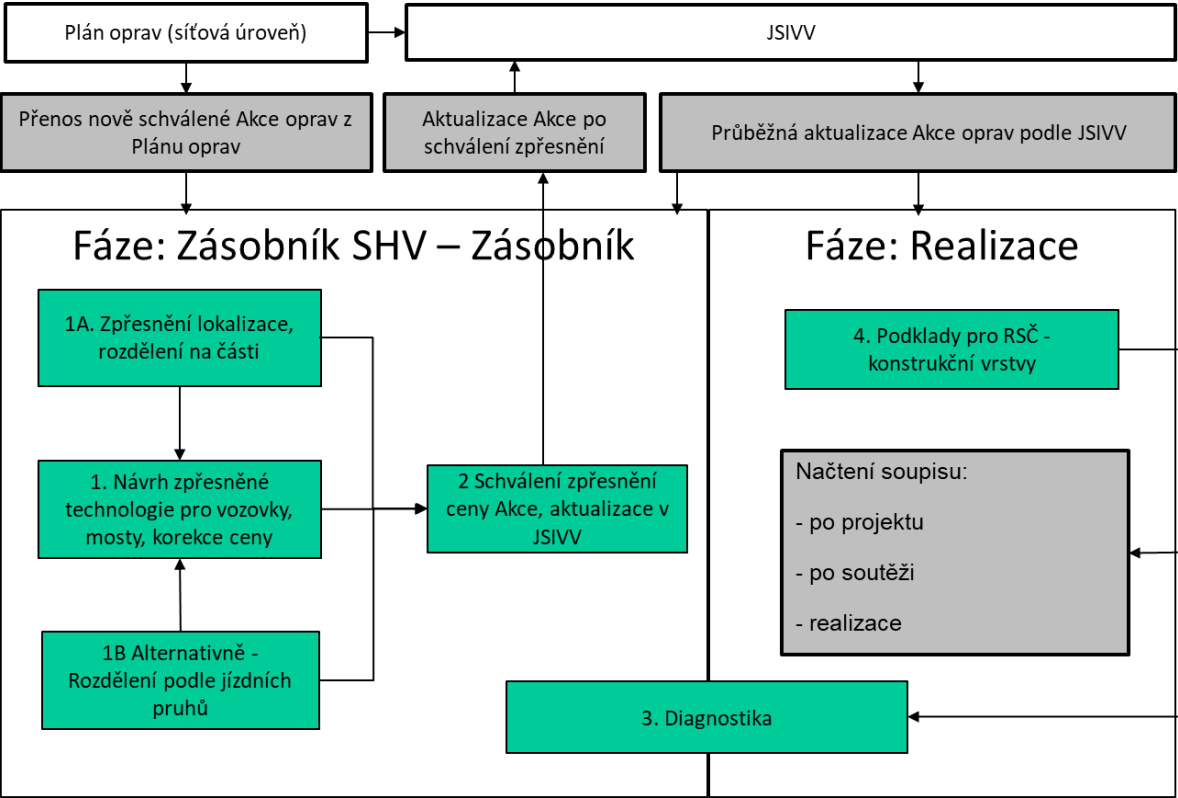 Plán oprav (síťová úroveň)
JSIVV
Přenos nově schválené Akce oprav z
Plánu oprav
Aktualizace Akce po
schválení zpřesnění
Průběžná aktualizace Akce oprav podle JSIVV
Fáze: Zásobník SHV – Zásobník
Fáze: Realizace
1A. Zpřesnění lokalizace,
rozdělení na části
1. Návrh zpřesněné
technologie pro vozovky,
mosty, korekce ceny
1B Alternativně -
Rozdělení podle jízdních
pruhů
2 Schválení zpřesnění
ceny Akce, aktualizace v
JSIVV
4. Podklady pro RSČ -
konstrukční vrstvy
Načtení soupisu:
- po projektu
- po soutěži
- realizace
3. Diagnostika